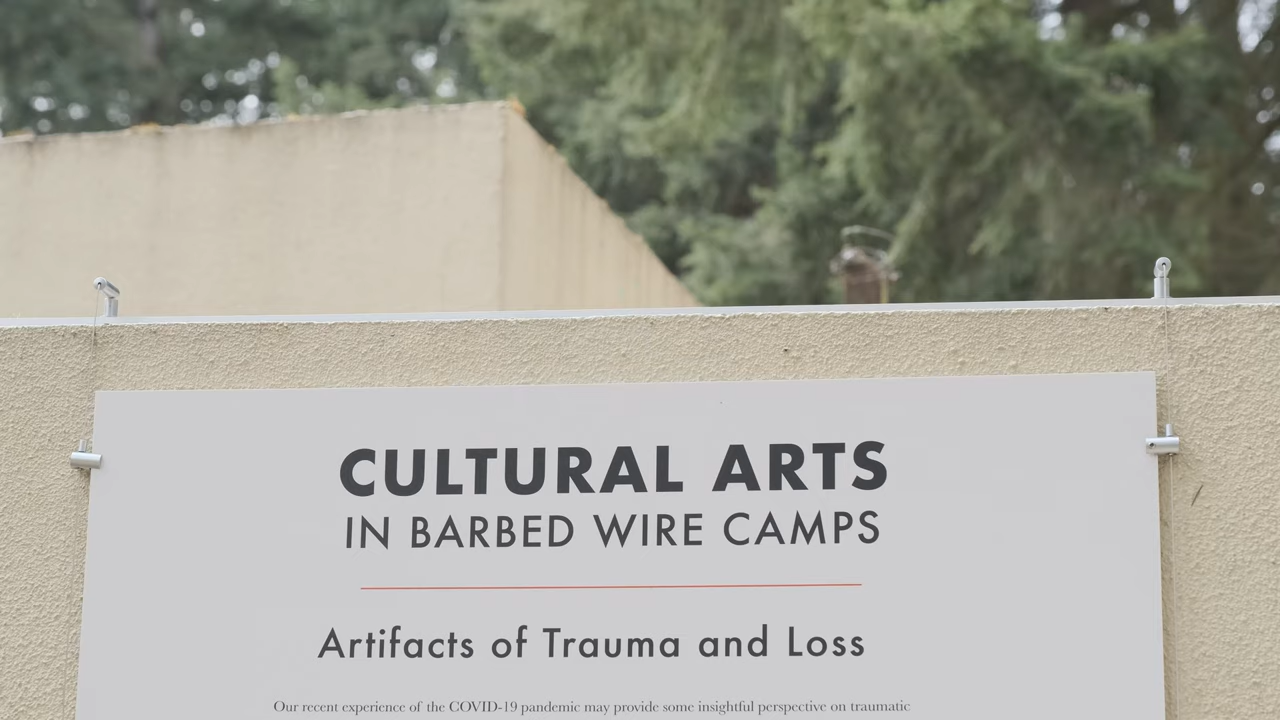 CULTURAL ARTS
IN BARBED WIRE CAMPS
Artifacts of Trauma and Loss
Our recent experience of the COVID-19 pandemic may provide some insightful perspective on traumatic